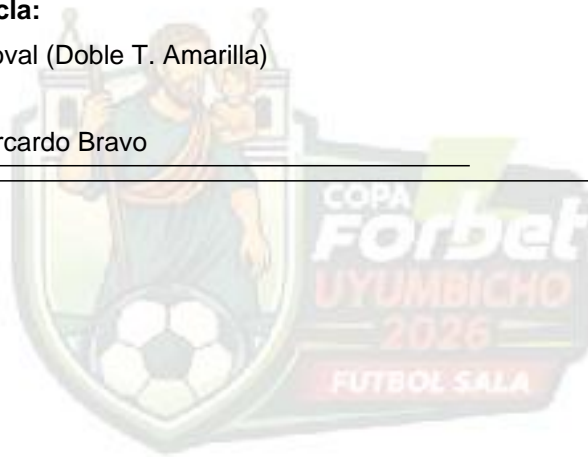 cla:
oval (Doble T. Amarilla)
rcardo Bravo
COPA
Forbet
UYUMBICHO
2026
FUTBOL SALA